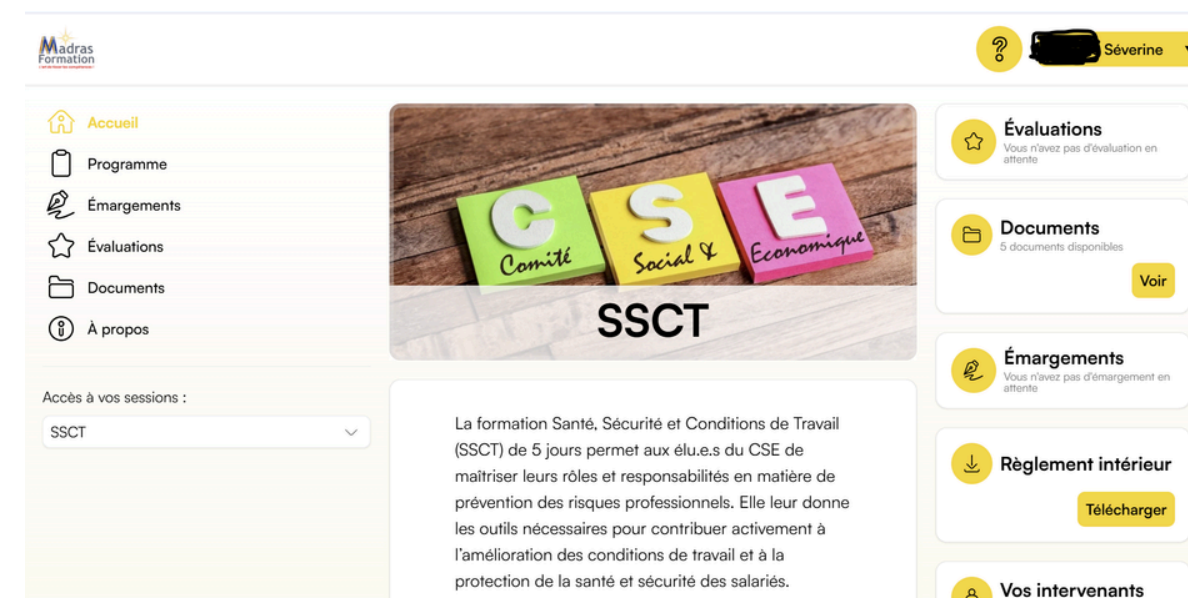 Madras
Formation
?
Séverine
Accueil
Programme
Émargements
Évaluations
Documents
À propos
Accès à vos sessions :
SSCT
C S E
Comité Social & Economique
SSCT
La formation Santé, Sécurité et Conditions de Travail
(SSCT) de 5 jours permet aux élu.e.s du CSE de
maîtriser leurs rôles et responsabilités en matière de
prévention des risques professionnels. Elle leur donne
les outils nécessaires pour contribuer activement à
l'amélioration des conditions de travail et à la
protection de la santé et sécurité des salariés.
Évaluations
Vous n'avez pas d'évaluation en
attente
Documents
5 documents disponibles
Voir
Émargements
Vous n'avez pas d'émargement en
attente
Règlement intérieur
Télécharger
Vos intervenants